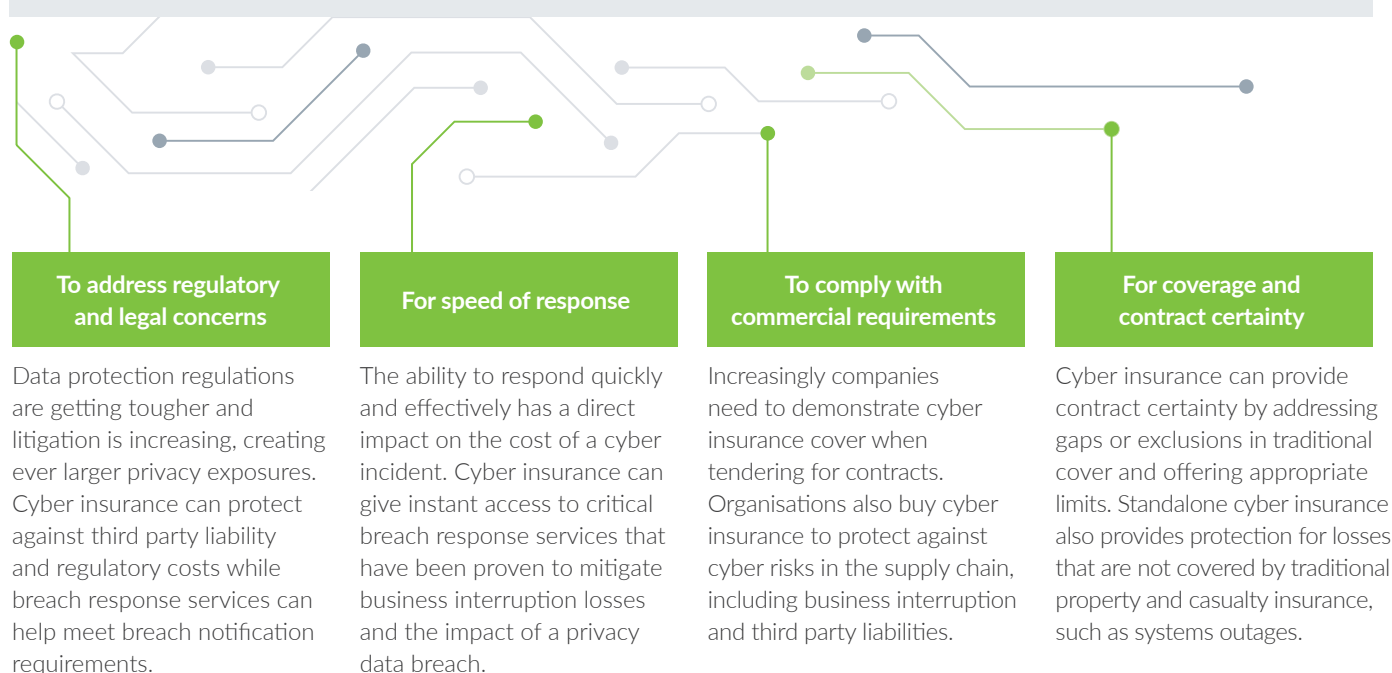 To address regulatory
and legal concerns
Data protection regulations
are getting tougher and
litigation is increasing, creating
ever larger privacy exposures.
Cyber insurance can protect
against third party liability
and regulatory costs while
breach response services can
help meet breach notification
requirements.
For speed of response
The ability to respond quickly
and effectively has a direct
impact on the cost of a cyber
incident. Cyber insurance can
give instant access to critical
breach response services that
have been proven to mitigate
business interruption losses
and the impact of a privacy
data breach.
To comply with
commercial requirements
Increasingly companies
need to demonstrate cyber
insurance cover when
tendering for contracts.
Organisations also buy cyber
insurance to protect against
cyber risks in the supply chain,
including business interruption
and third party liabilities.
For coverage and
contract certainty
Cyber insurance can provide
contract certainty by addressing
gaps or exclusions in traditional
cover and offering appropriate
limits. Standalone cyber insurance
also provides protection for losses
that are not covered by traditional
property and casualty insurance,
such as systems outages.